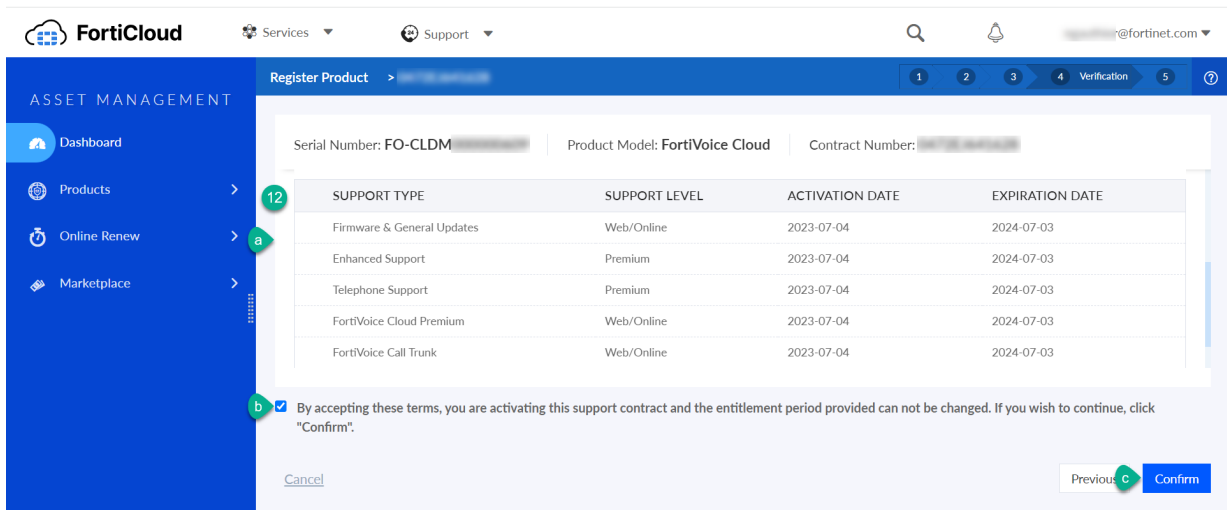 FortiCloud
Services
Support
@fortinet.com
ASSET MANAGEMENT
Dashboard
Products
Online Renew
Marketplace
Register Product >
1 2 3 4 Verification 5
Serial Number: FO-CLDM Product Model: FortiVoice Cloud Contract Number:
12
SUPPORT TYPE SUPPORT LEVEL ACTIVATION DATE EXPIRATION DATE
Firmware & General Updates Web/Online 2023-07-04 2024-07-03
a
Enhanced Support Premium 2023-07-04 2024-07-03
Telephone Support Premium 2023-07-04 2024-07-03
FortiVoice Cloud Premium Web/Online 2023-07-04 2024-07-03
FortiVoice Call Trunk Web/Online 2023-07-04 2024-07-03
b
By accepting these terms, you are activating this support contract and the entitlement period provided can not be changed. If you wish to continue, click
"Confirm".
Cancel
Previous
c
Confirm